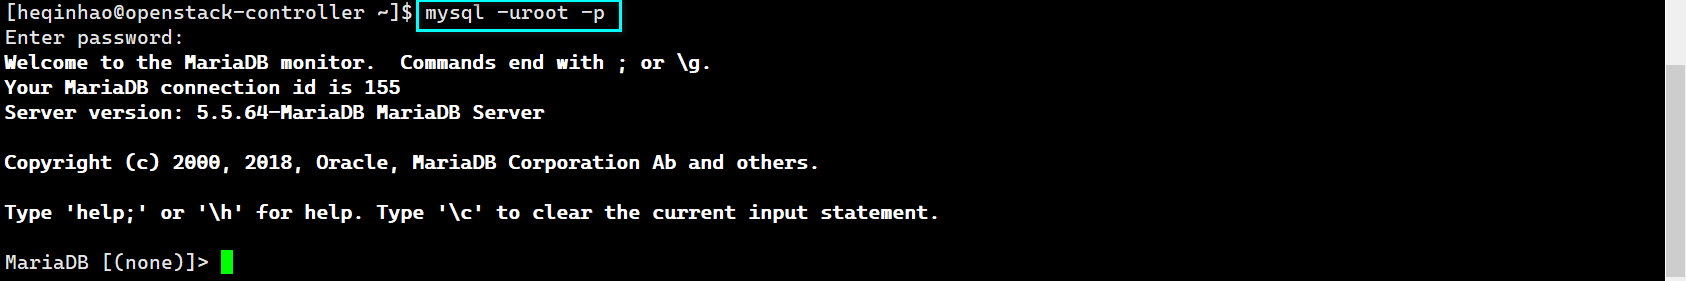 [heqinhao@openstack-controller ~]$ mysql -uroot -p
Enter password:
Welcome to the MariaDB monitor.  Commands end with ; or \g.
Your MariaDB connection id is 155
Server version: 5.5.64-MariaDB MariaDB Server
Copyright (c) 2000, 2018, Oracle, MariaDB Corporation Ab and others.
Type 'help;' or '\h' for help. Type '\c' to clear the current input statement.
MariaDB [(none)]>